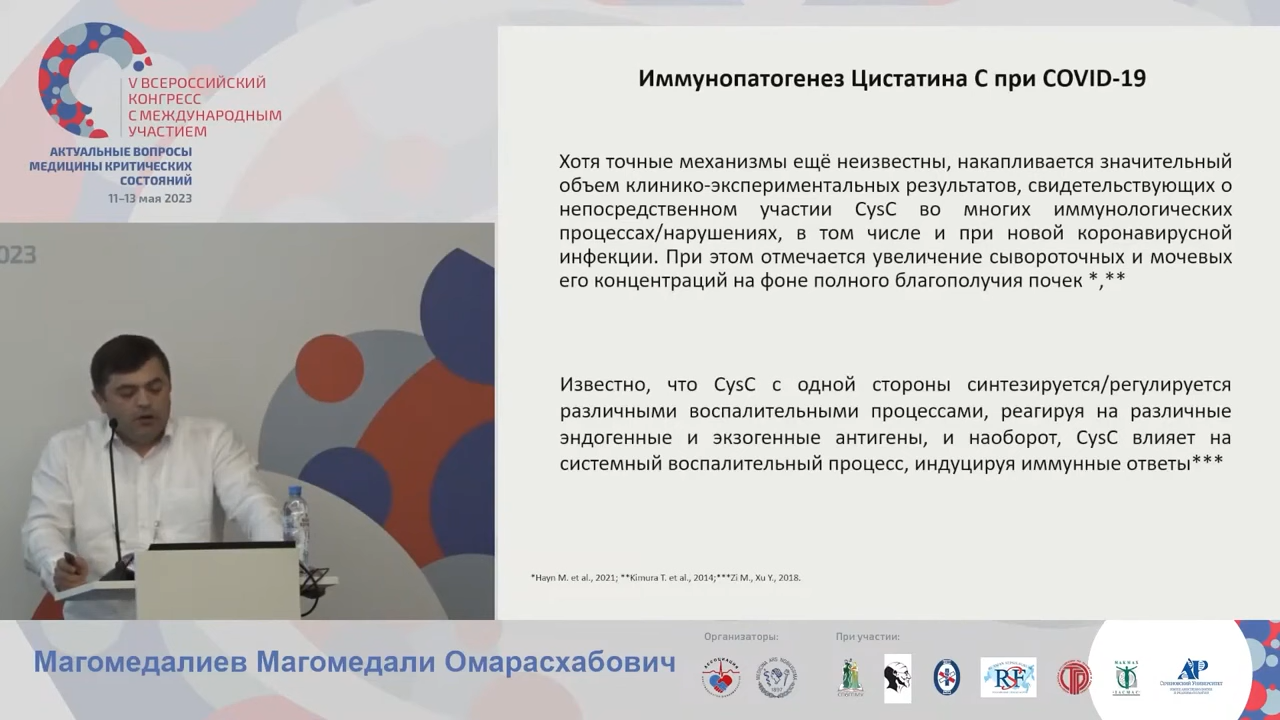 V ВСЕРОССИЙСКИЙ
КОНГРЕСС
С МЕЖДУНАРОДНЫМ
УЧАСТИЕМ
АКТУАЛЬНЫЕ ВОПРОСЫ
МЕДИЦИНЫ КРИТИЧЕСКИХ
СОСТОЯНИЙ
11–13 мая 2023
023
Иммунопатогенез Цистатина С при COVID-19
Хотя точные механизмы ещё неизвестны, накапливается значительный
объем клинико-экспериментальных результатов, свидетельствующих о
непосредственном участии CysC во многих иммунологических
процессах/нарушениях, в том числе и при новой коронавирусной
инфекции. При этом отмечается увеличение сывороточных и мочевых
его концентраций на фоне полного благополучия почек *,**
Известно, что CysC с одной стороны синтезируется/регулируется
различными воспалительными процессами, реагируя на различные
эндогенные и экзогенные антигены, и наоборот, CysC влияет на
системный воспалительный процесс, индуцируя иммунные ответы***
*Hayn M. et al., 2021; **Kimura T. et al., 2014;***Zi M., Xu Y., 2018.
Магомедалиев Магомедали Омарасхабович
Организаторы:
При участии:
RSF
Сеченовский Университет